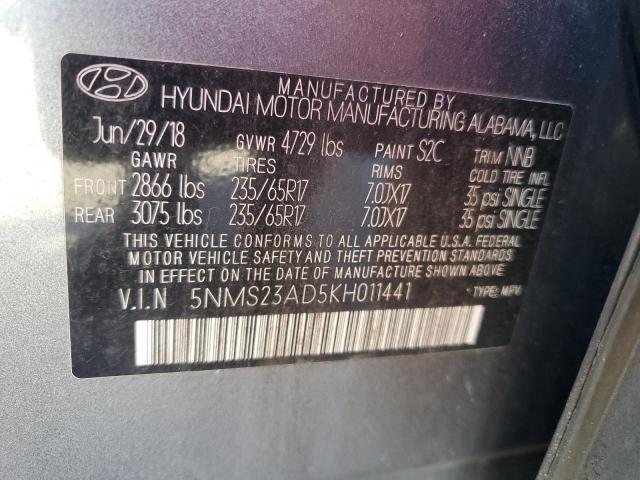 MANUFACTURED BY
HYUNDAI MOTOR MANUFACTURING ALABAMA, LLC
Jun/29/18 GVWR 4729 lbs PAINT S2C TRIM NNB
GAWR TIRES RIMS COLD TIRE INFL
FRONT 2866 lbs 235/65R17 7.0JX17 35 psi SINGLE
REAR 3075 lbs 235/65R17 7.0JX17 35 psi SINGLE
THIS VEHICLE CONFORMS TO ALL APPLICABLE U.S.A. FEDERAL
MOTOR VEHICLE SAFETY AND THEFT PREVENTION STANDARDS
IN EFFECT ON THE DATE OF MANUFACTURE SHOWN ABOVE.
V.I.N 5NMS23AD5KH011441 * TYPE: MPV